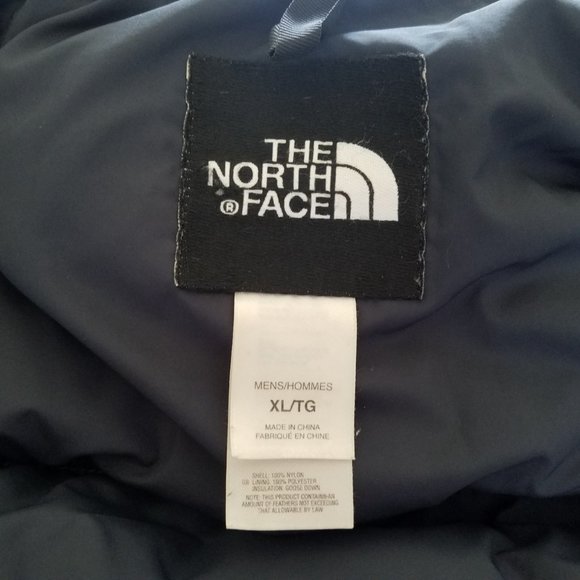 THE
NORTH
® FACE
MENS/HOMMES
XL/TG
MADE IN CHINA
FABRIQUÉ EN CHINE
SHELL: 100% NYLON
GB LINING: 100% POLYESTER
INSULATION: GOOSE DOWN
NOTE: THIS PRODUCT CONTAINS AN
AMOUNT OF FEATHERS NOT EXCEEDING
THAT ALLOWABLE BY LAW